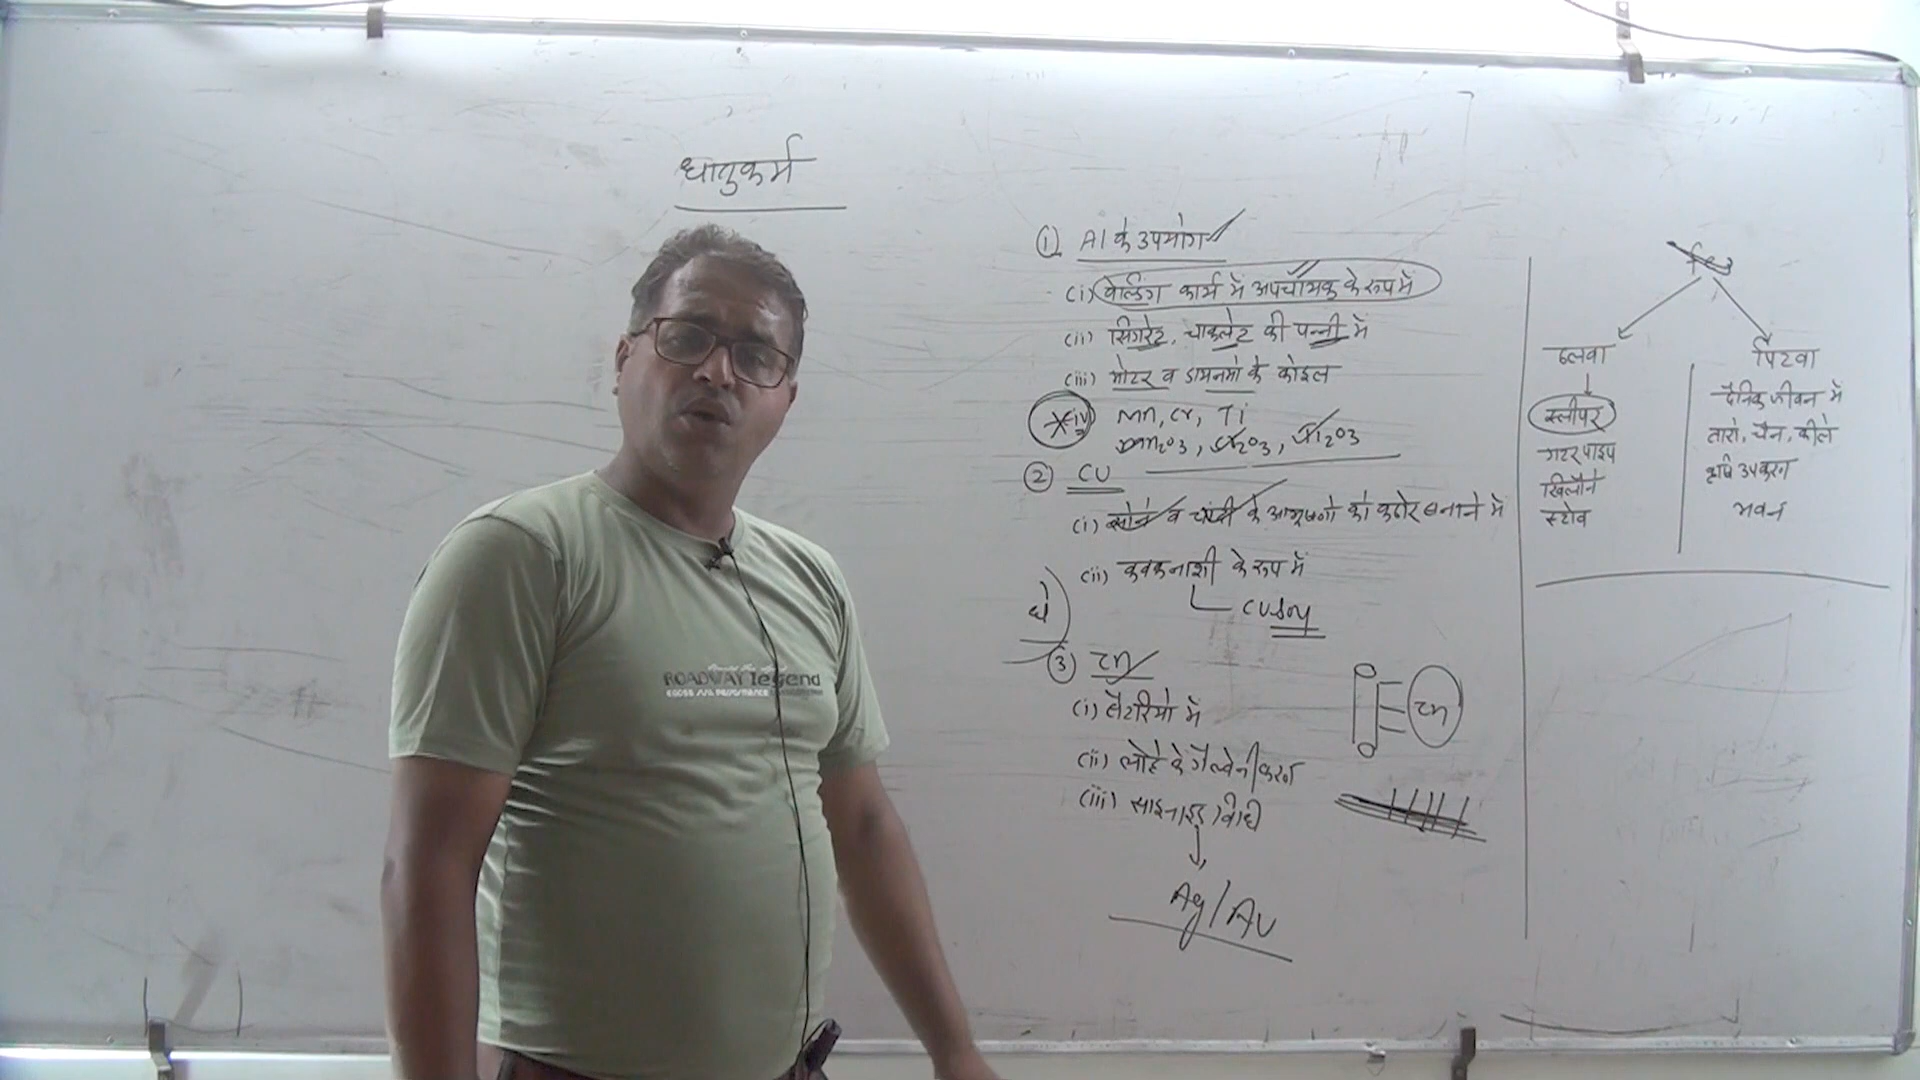 धातुकर्म
① Al के उपयोग
(i) वेल्डिंग कार्य में अपचायक के रूप में
(ii) सिगरेट, चाकलेट की पन्नी में
(iii) मोटर व डायनमो के कोइल
(iv) Mn, Cr, Ti
Mn2O3, Cr2O3, Ti2O3
② CU
(i) सोने व चांदी के आभूषणो को कठोर बनाने में
(ii) कवकनाशी के रूप में
CuSO4
③ Zn
(i) बैटरियो में
(ii) लोहे के गैल्वेनीकरण
(iii) साइनाइड विधि
Ag/AU
Zn
Fe
ढलवा
स्लीपर
गटर पाइप
खिलौने
स्टोव
पिटवा
दैनिक जीवन में
तारो, चैन, कीले
कृषि उपकरण
भवन
ROADWAY legend